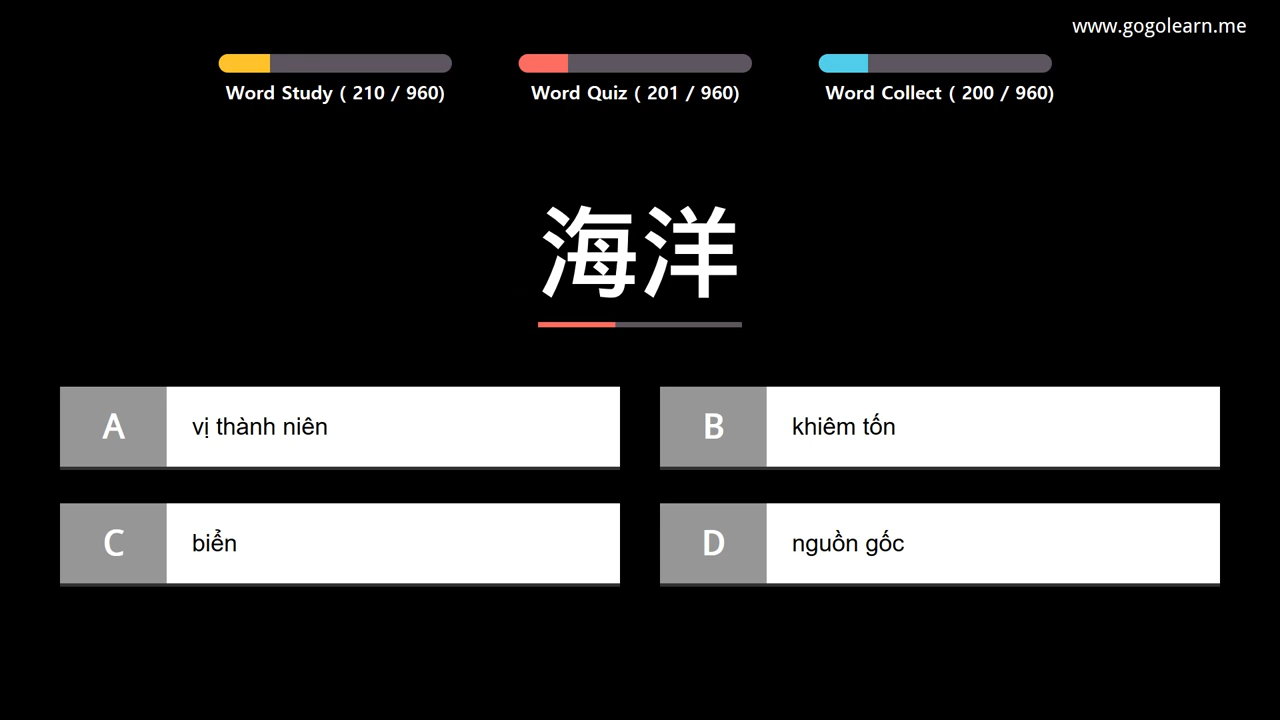 www.gogolearn.me
Word Study ( 210 / 960)
Word Quiz ( 201 / 960)
Word Collect ( 200 / 960)
海洋
A
vị thành niên
B
khiêm tốn
C
biển
D
nguồn gốc